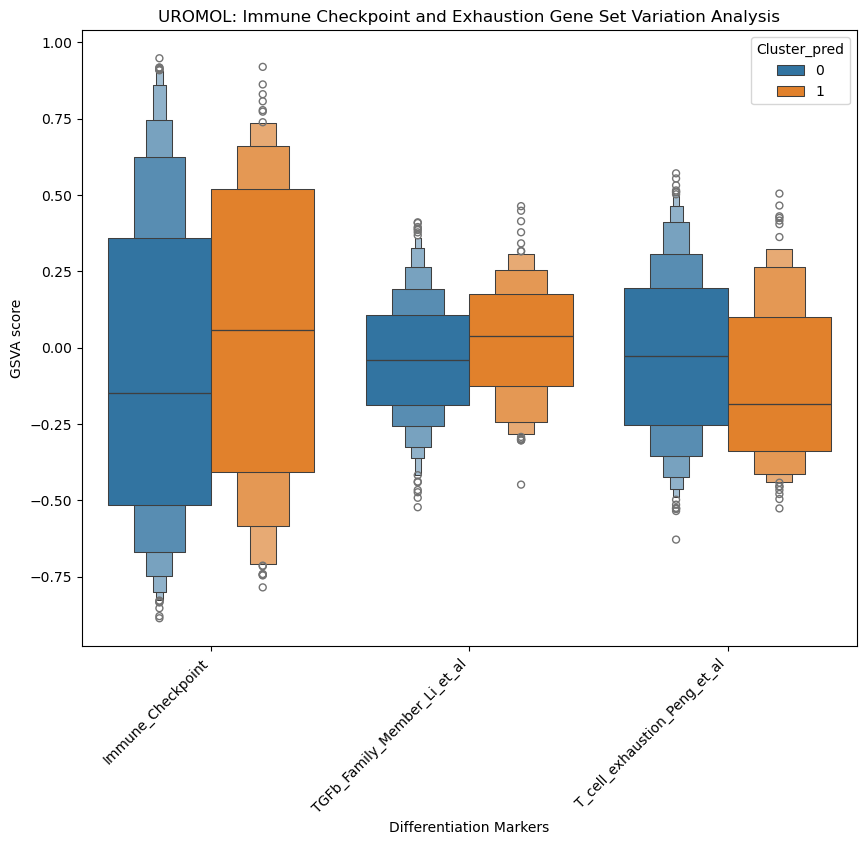 UROMOL: Immune Checkpoint and Exhaustion Gene Set Variation Analysis
Cluster_pred
0
1
GSVA score
1.00
0.75
0.50
0.25
0.00
−0.25
−0.50
−0.75
Immune_Checkpoint
TGFb_Family_Member_Li_et_al
T_cell_exhaustion_Peng_et_al
Differentiation Markers